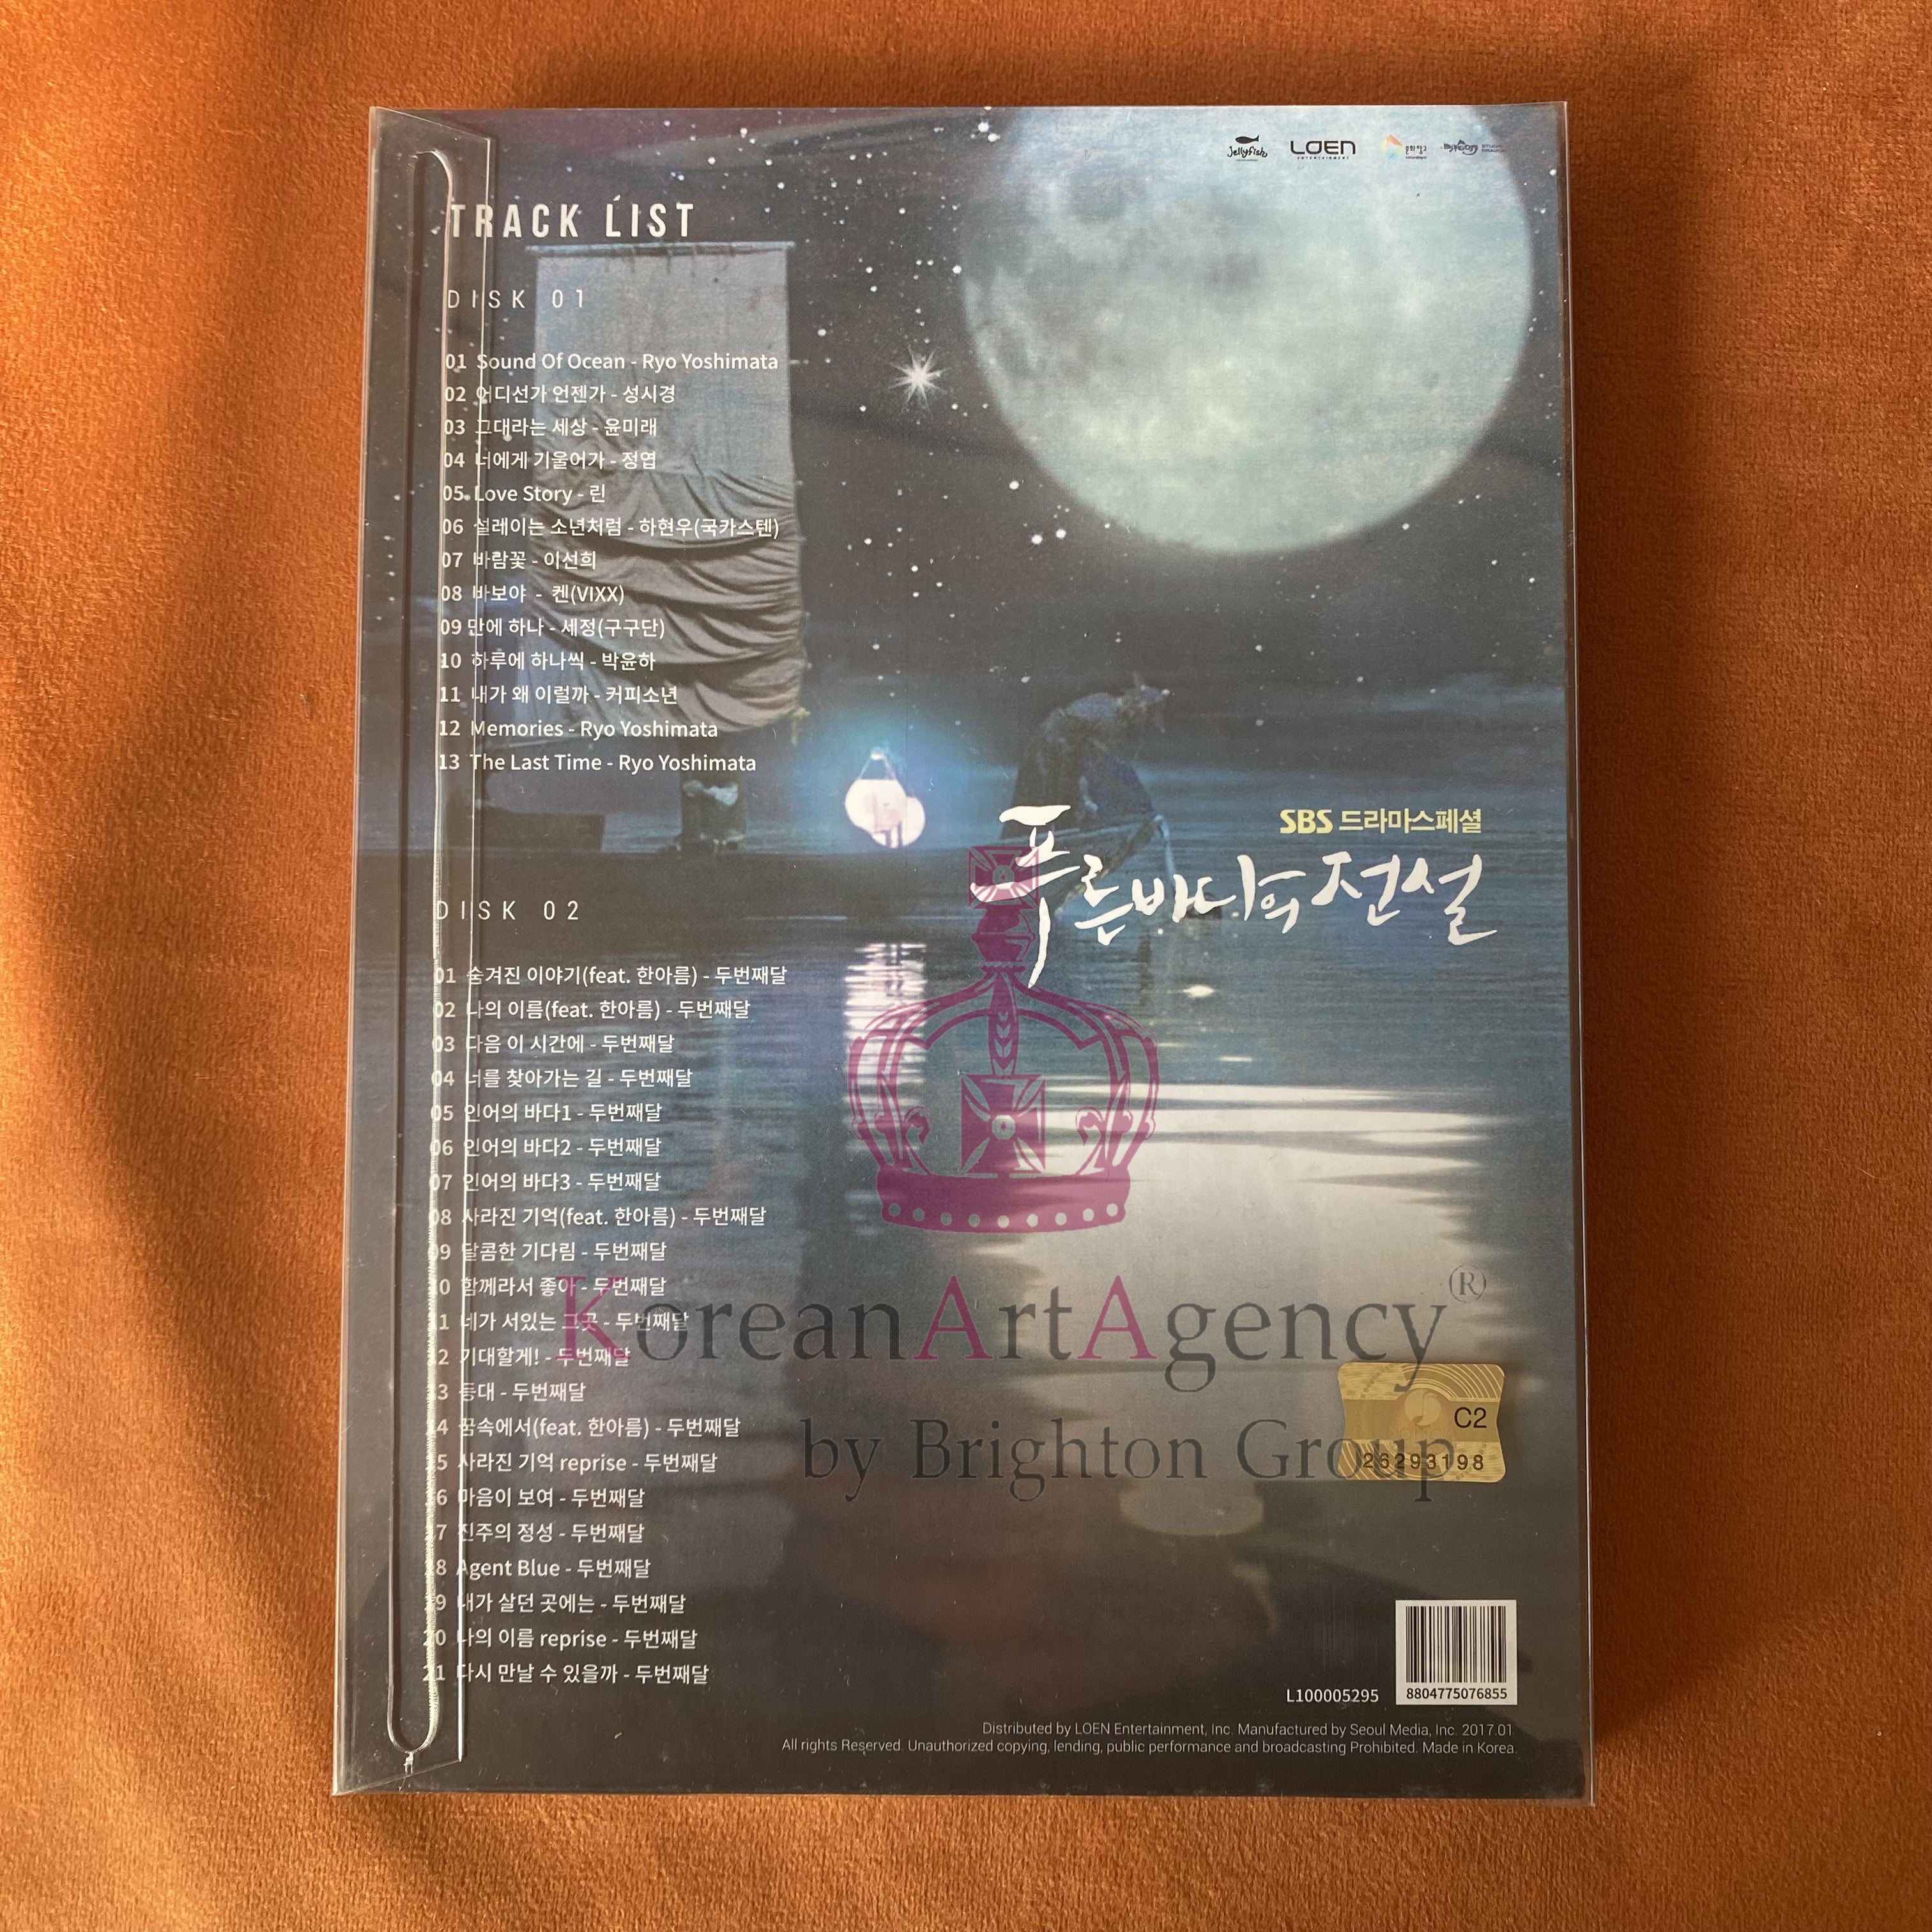 jellyfish
LOEN
ENTERTAINMENT
문화창고
STUDIO
DRAGON
TRACK LIST
DISK 01
01 Sound Of Ocean - Ryo Yoshimata
02 어디선가 언젠가 - 성시경
03 그대라는 세상 - 윤미래
04 너에게 기울어가 - 정엽
05 Love Story - 린
06 설레이는 소년처럼 - 하현우(국카스텐)
07 바람꽃 - 이선희
08 바보야 - 켄(VIXX)
09 만에 하나 - 세정(구구단)
10 하루에 하나씩 - 박윤하
11 내가 왜 이럴까 - 커피소년
12 Memories - Ryo Yoshimata
13 The Last Time - Ryo Yoshimata
SBS 드라마스페셜
푸른 바다의 전설
DISK 02
01 숨겨진 이야기(feat. 한아름) - 두번째달
02 나의 이름(feat. 한아름) - 두번째달
03 다음 이 시간에 - 두번째달
04 너를 찾아가는 길 - 두번째달
05 인어의 바다1 - 두번째달
06 인어의 바다2 - 두번째달
07 인어의 바다3 - 두번째달
08 사라진 기억(feat. 한아름) - 두번째달
09 달콤한 기다림 - 두번째달
10 함께라서 좋아 - 두번째달
11 네가 서있는 그곳 - 두번째달
12 기대할게! - 두번째달
13 등대 - 두번째달
14 꿈속에서(feat. 한아름) - 두번째달
15 사라진 기억 reprise - 두번째달
16 마음이 보여 - 두번째달
17 진주의 정성 - 두번째달
18 Agent Blue - 두번째달
19 내가 살던 곳에는 - 두번째달
20 나의 이름 reprise - 두번째달
21 다시 만날 수 있을까 - 두번째달
KoreanArtAgency®
by Brighton Group
C2
26293198
L100005295
8804775076855
Distributed by LOEN Entertainment, Inc. Manufactured by Seoul Media, Inc. 2017.01
All rights Reserved. Unauthorized copying, lending, public performance and broadcasting Prohibited. Made in Korea.